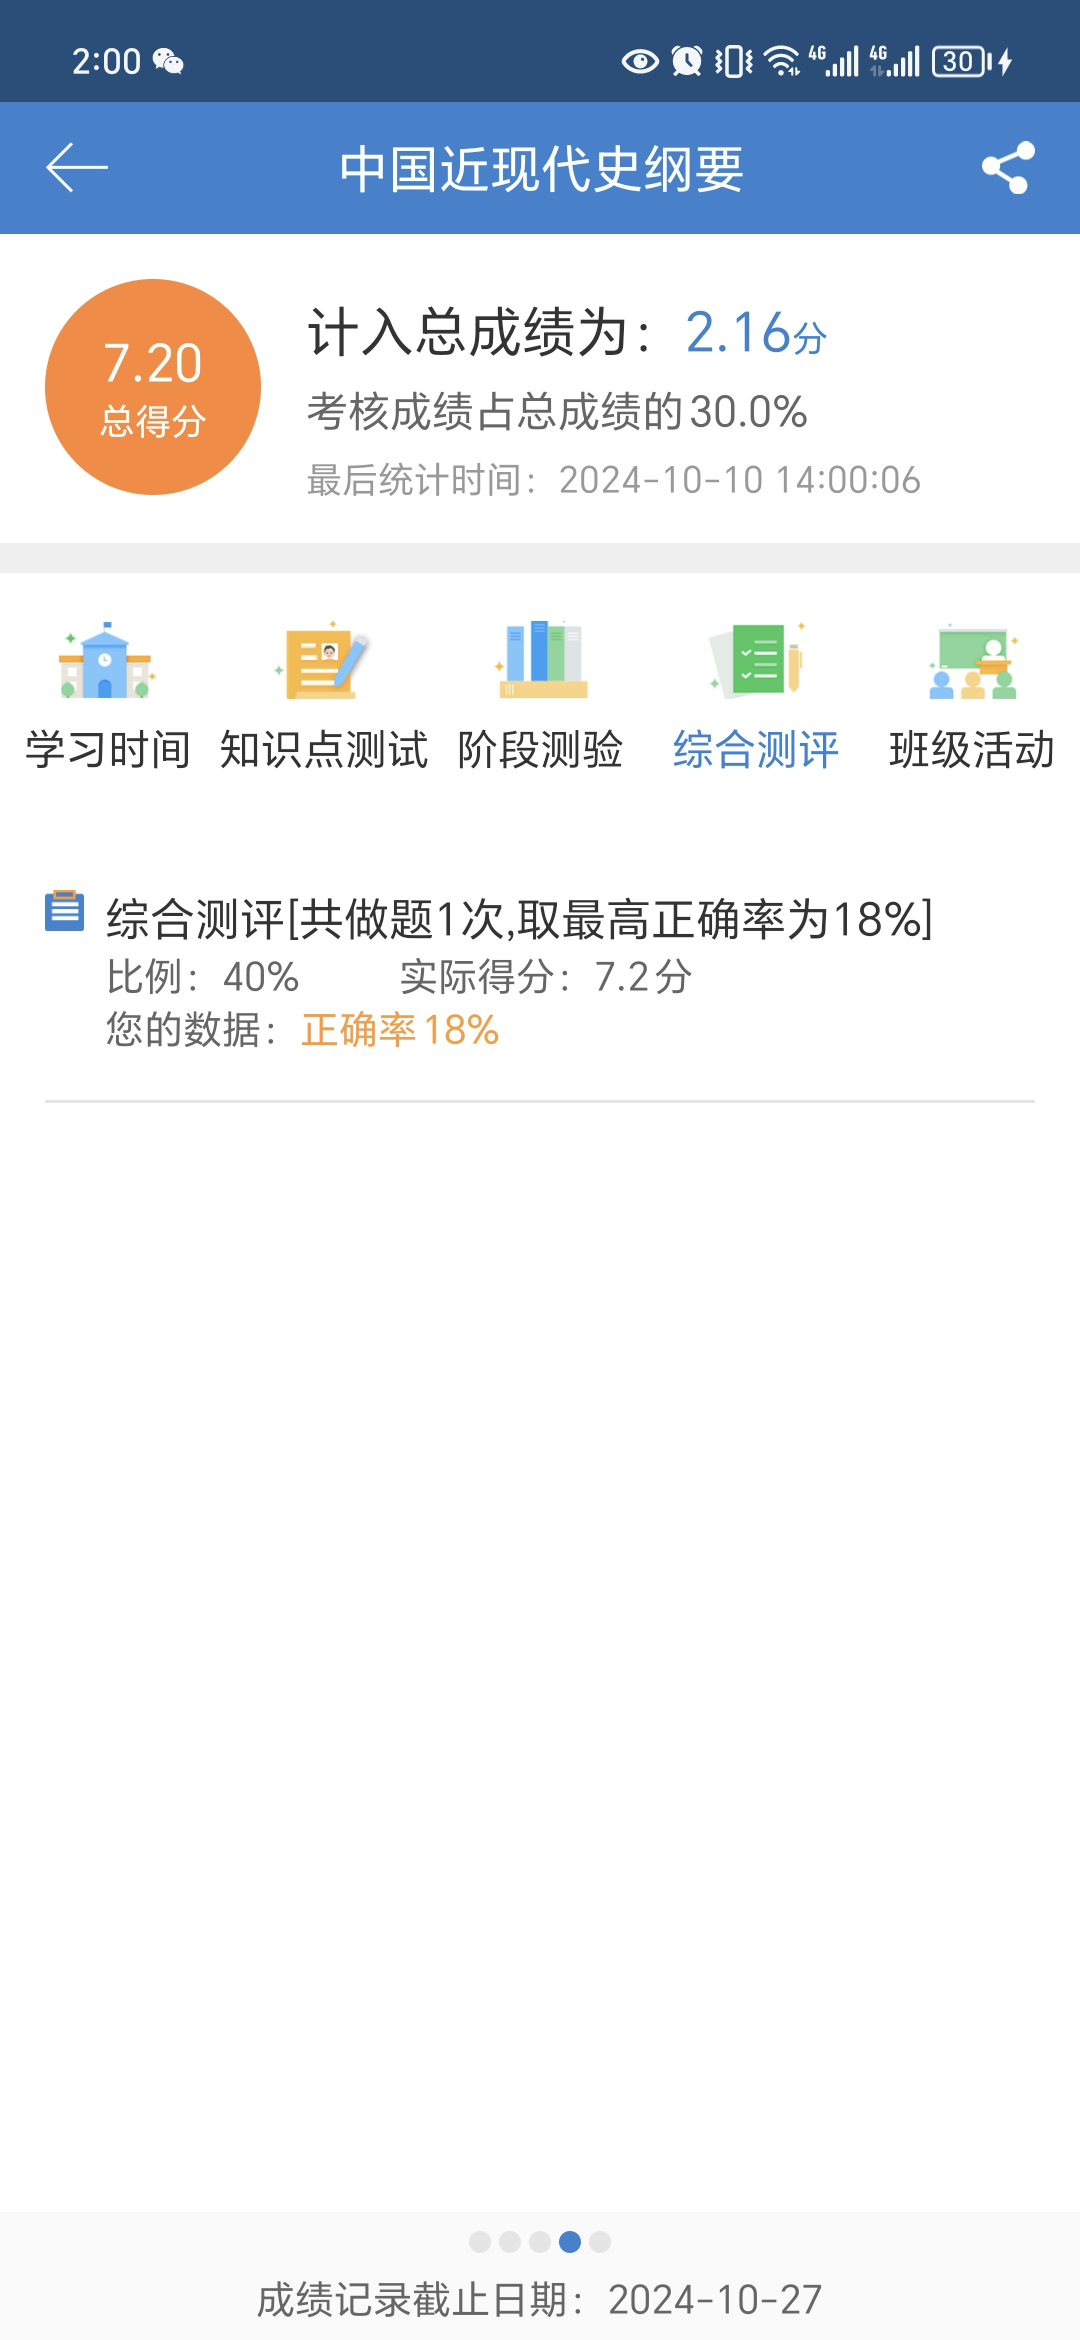 2:00
4G 4G 30
中国近现代史纲要
7.20
总得分
计入总成绩为：2.16分
考核成绩占总成绩的30.0%
最后统计时间：2024-10-10 14:00:06
学习时间 知识点测试 阶段测验 综合测评 班级活动
综合测评[共做题1次,取最高正确率为18%]
比例：40% 实际得分：7.2分
您的数据：正确率18%
成绩记录截止日期：2024-10-27